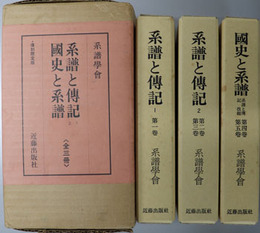 系譜學會
系譜と傳記
國史と系譜
〈全三冊〉
近藤出版社
系譜と傳記
1
第一巻
系譜學會
近藤出版社
系譜と傳記
2
第二巻
第三巻
系譜學會
近藤出版社
國史と系譜
第四巻
第五巻
系譜學會
近藤出版社